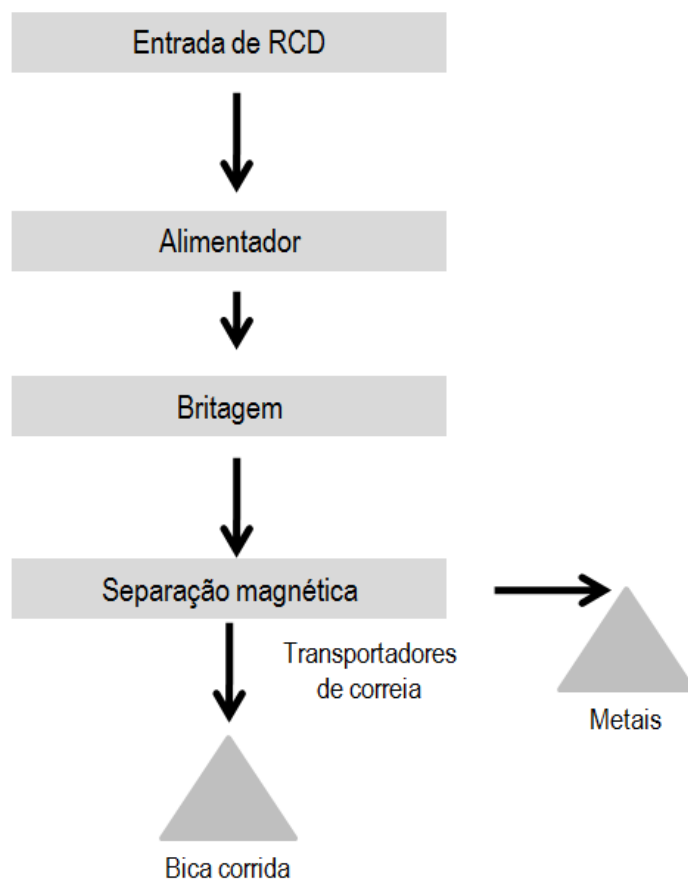 Entrada de RCD
Alimentador
Britagem
Separação magnética
Transportadores
de correia
Metais
Bica corrida